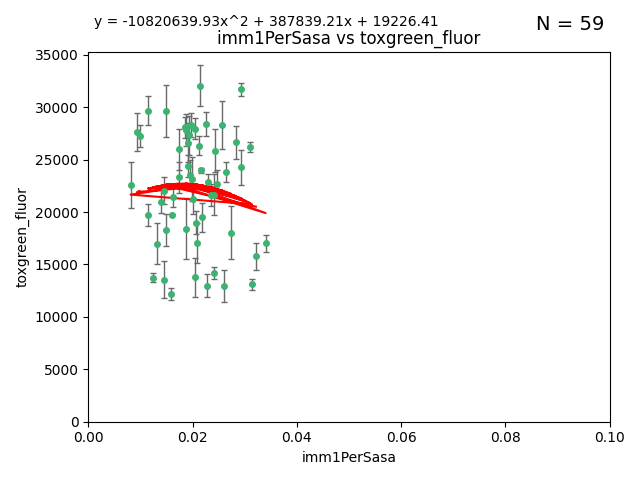 y = -10820639.93x^2 + 387839.21x + 19226.41
N = 59
imm1PerSasa vs toxgreen_fluor
35000
30000
25000
20000
15000
10000
5000
0
toxgreen_fluor
0.00
0.02
0.04
0.06
0.08
0.10
imm1PerSasa